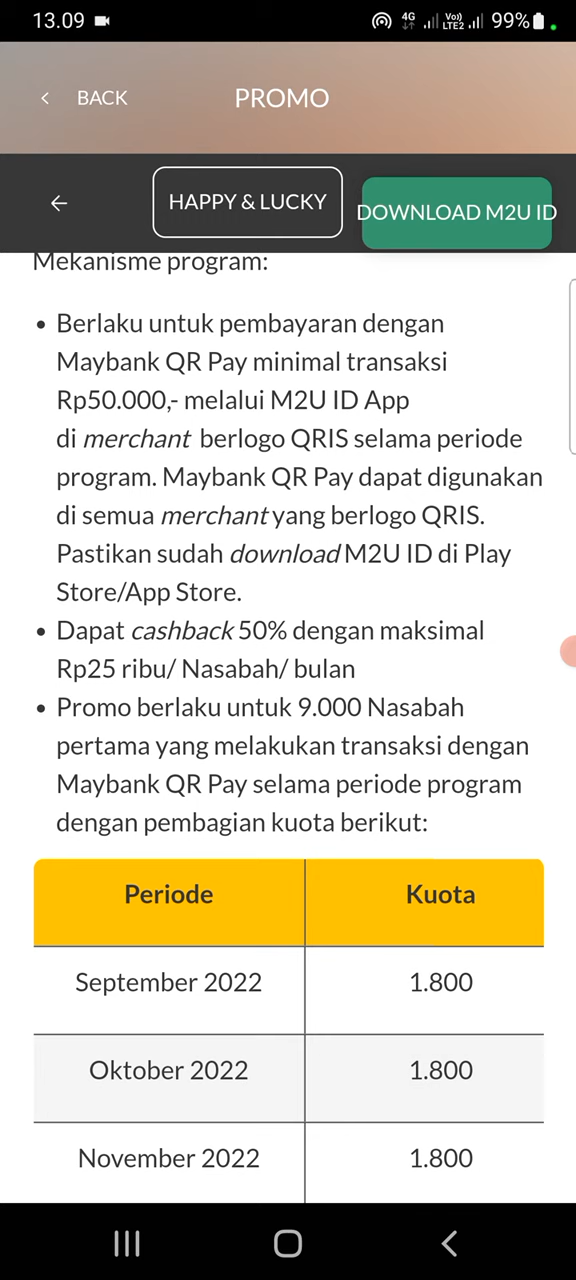 13.09
4G
Vo))
LTE2
99%
BACK
PROMO
HAPPY & LUCKY
DOWNLOAD M2U ID
Mekanisme program:
• Berlaku untuk pembayaran dengan
Maybank QR Pay minimal transaksi
Rp50.000,- melalui M2U ID App
di merchant berlogo QRIS selama periode
program. Maybank QR Pay dapat digunakan
di semua merchant yang berlogo QRIS.
Pastikan sudah download M2U ID di Play
Store/App Store.
• Dapat cashback 50% dengan maksimal
Rp25 ribu/ Nasabah/ bulan
• Promo berlaku untuk 9.000 Nasabah
pertama yang melakukan transaksi dengan
Maybank QR Pay selama periode program
dengan pembagian kuota berikut:
Periode Kuota
September 2022 1.800
Oktober 2022 1.800
November 2022 1.800